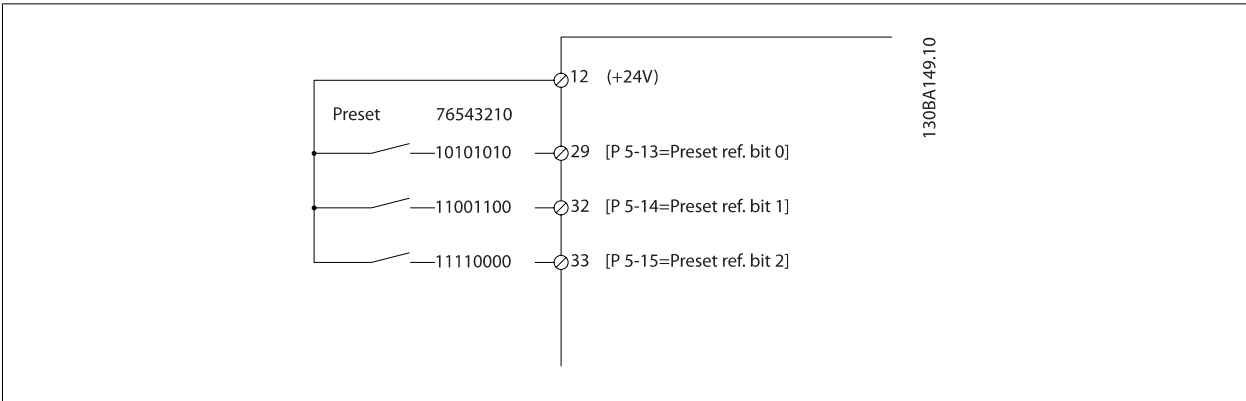 12 (+24V)
Preset 76543210
10101010 29 [P 5-13=Preset ref. bit 0]
11001100 32 [P 5-14=Preset ref. bit 1]
11110000 33 [P 5-15=Preset ref. bit 2]
130BA149.10